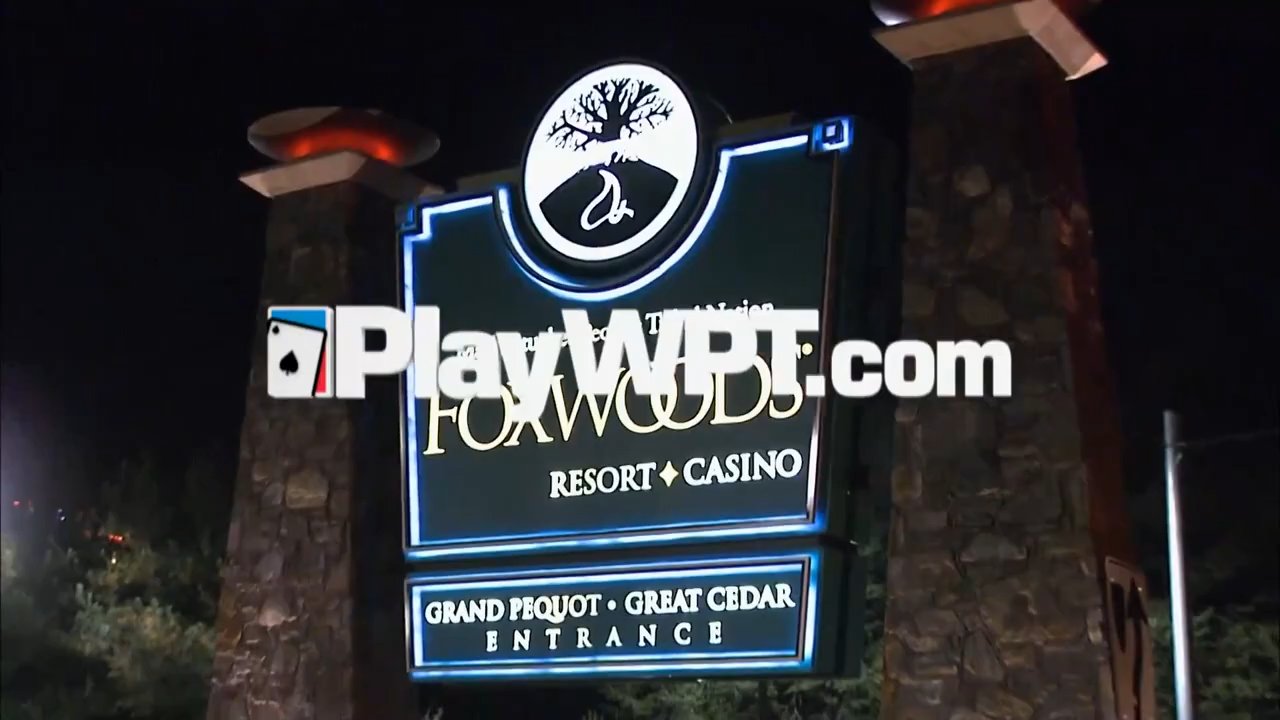 PlayWPT.com
FOXWOODS
RESORT CASINO
GRAND PEQUOT • GREAT CEDAR
ENTRANCE